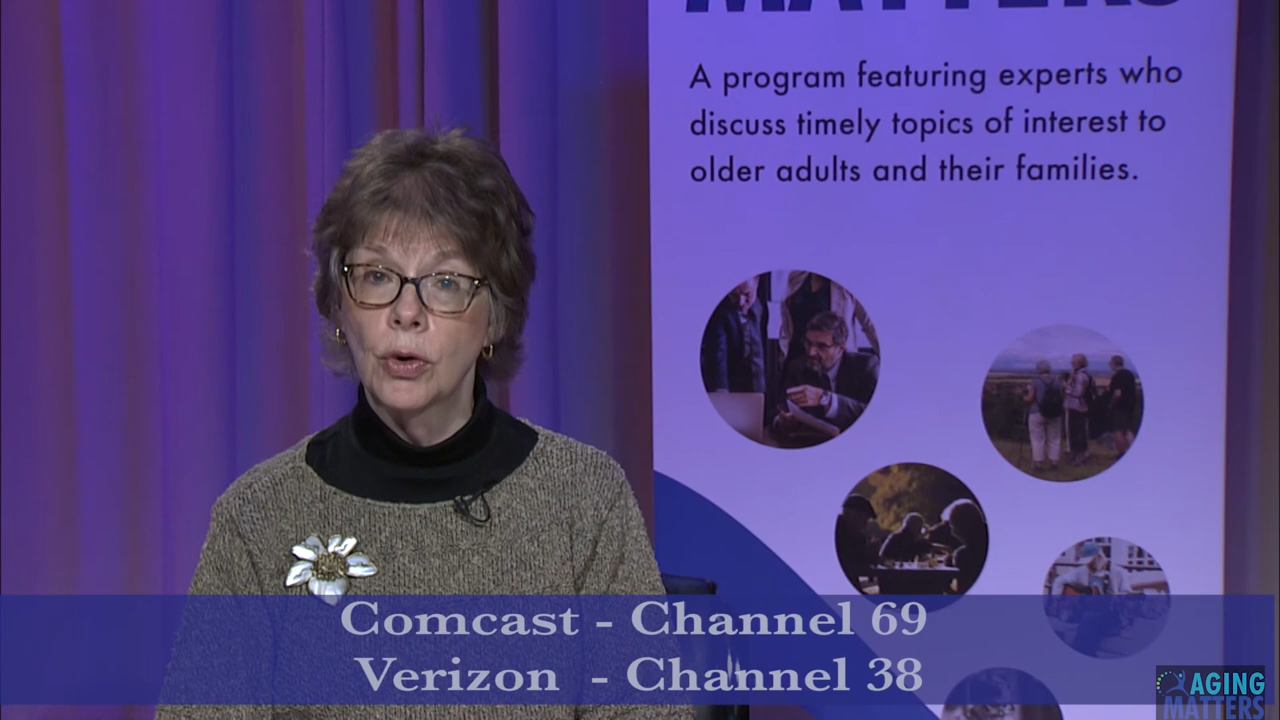 MATTERS
A program featuring experts who
discuss timely topics of interest to
older adults and their families.
Comcast - Channel 69
Verizon - Channel 38
AGING
MATTERS